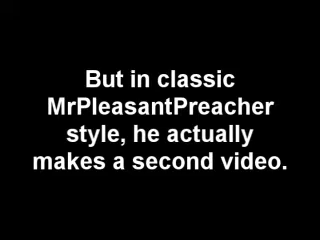 But in classic
MrPleasantPreacher
style, he actually
makes a second video.